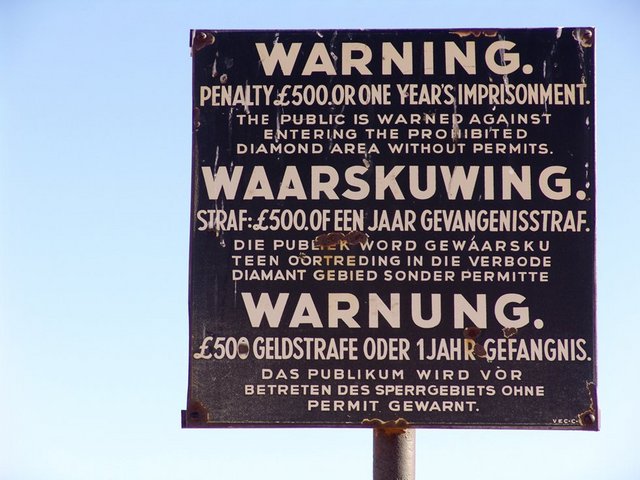 WARNING.
PENALTY £500. OR ONE YEAR'S IMPRISONMENT.
THE PUBLIC IS WARNED AGAINST
ENTERING THE PROHIBITED
DIAMOND AREA WITHOUT PERMITS.
WAARSKUWING.
STRAF:£500. OF EEN JAAR GEVANGENISSTRAF.
DIE PUBLIEK WORD GEWAARSKU
TEEN OORTREDING IN DIE VERBODE
DIAMANT GEBIED SONDER PERMITTE
WARNUNG.
£500 GELDSTRAFE ODER 1 JAHR GEFANGNIS.
DAS PUBLIKUM WIRD VOR
BETRETEN DES SPERRGEBIETS OHNE
PERMIT GEWARNT.